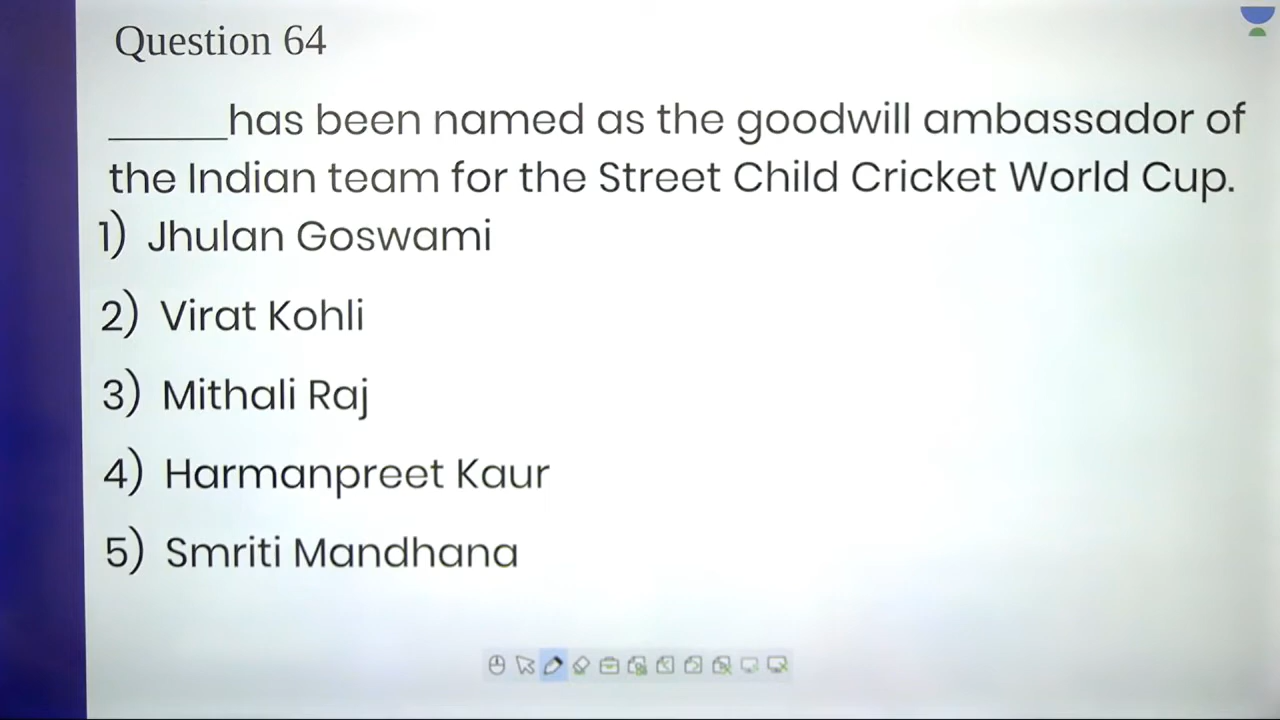 Question 64
______has been named as the goodwill ambassador of
the Indian team for the Street Child Cricket World Cup.
1) Jhulan Goswami
2) Virat Kohli
3) Mithali Raj
4) Harmanpreet Kaur
5) Smriti Mandhana